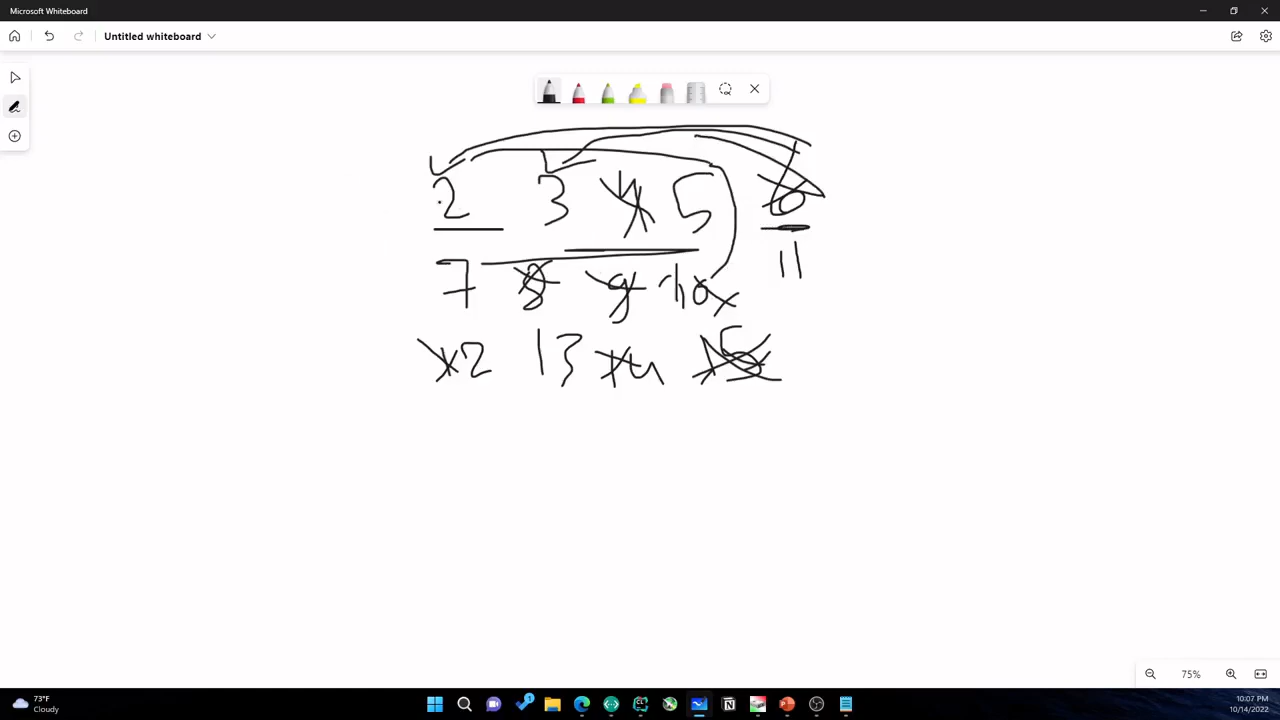 Microsoft Whiteboard
Untitled whiteboard
2 3 4 5 6
7 8 9 10 11
12 13 14 15
75%
73°F
Cloudy
10:07 PM
10/14/2022